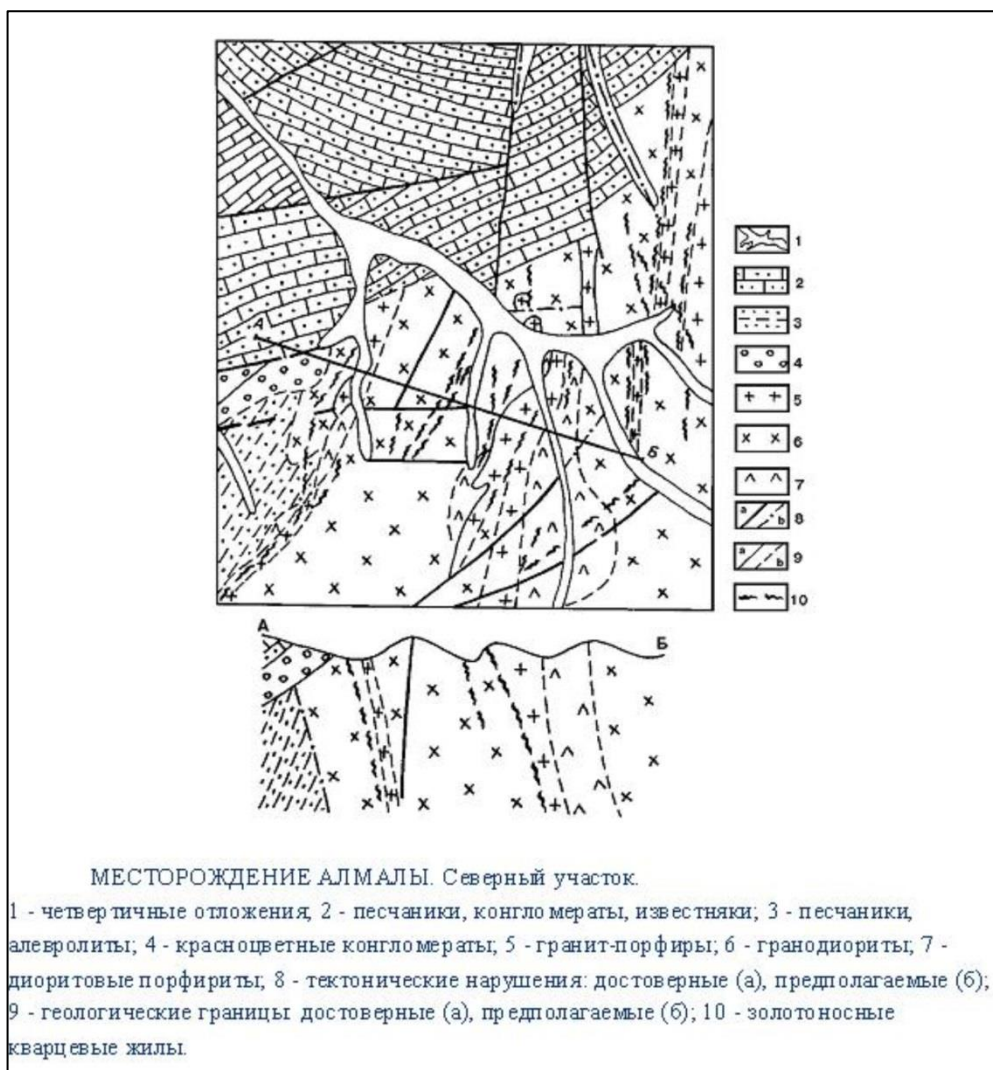 А
Б
1
2
3
4
5
6
7
a b 8
a b 9
10
А
Б
МЕСТОРОЖДЕНИЕ АЛМАЛЫ. Северный участок.
1 - четвертичные отложения; 2 - песчаники, конгломераты, известняки; 3 - песчаники,
алевролиты; 4 - красноцветные конгломераты; 5 - гранит-порфиры; 6 - гранодиориты; 7 -
диоритовые порфириты; 8 - тектонические нарушения: достоверные (а), предполагаемые (б);
9 - геологические границы: достоверные (а), предполагаемые (б); 10 - золотоносные
кварцевые жилы.